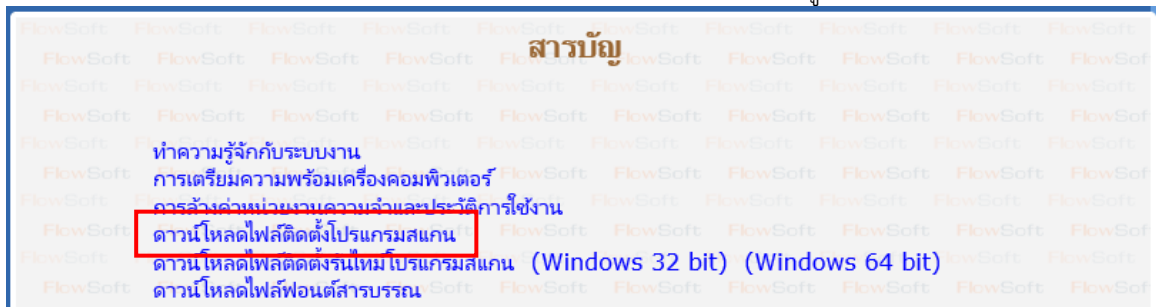 สารบัญ
ทำความรู้จักกับระบบงาน
การเตรียมความพร้อมเครื่องคอมพิวเตอร์
การล้างค่าหน่วยงานความจำและประวัติการใช้งาน
ดาวน์โหลดไฟล์ติดตั้งโปรแกรมสแกน
ดาวน์โหลดไฟล์ติดตั้งรันไทม์โปรแกรมสแกน (Windows 32 bit) (Windows 64 bit)
ดาวน์โหลดไฟล์ฟอนต์สารบรรณ